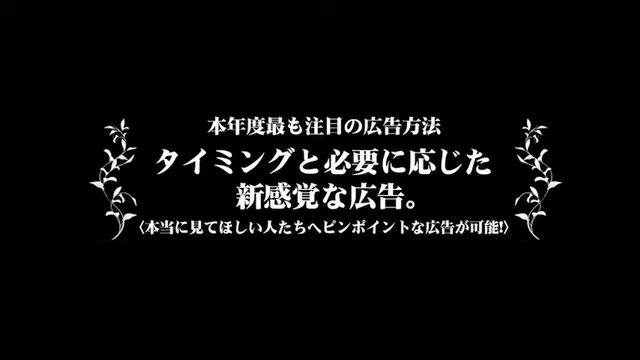 本年度最も注目の広告方法
タイミングと必要に応じた
新感覚な広告。
〈本当に見てほしい人たちへピンポイントな広告が可能!〉